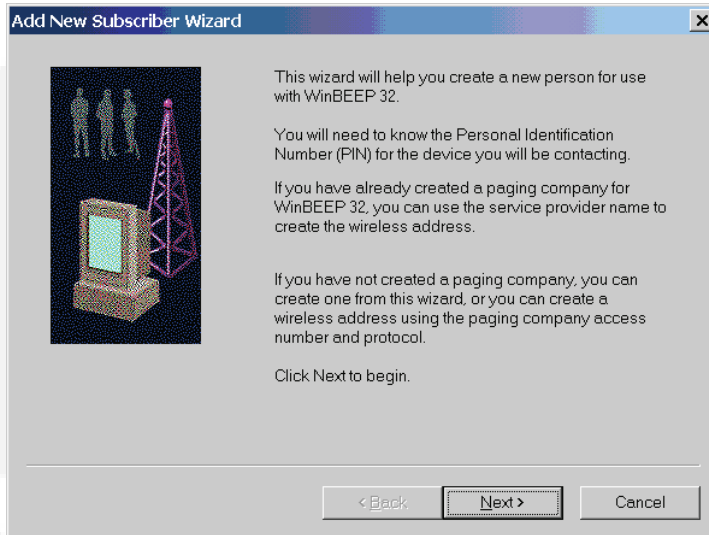 Add New Subscriber Wizard
This wizard will help you create a new person for use
with WinBEEP 32.
You will need to know the Personal Identification
Number (PIN) for the device you will be contacting.
If you have already created a paging company for
WinBEEP 32, you can use the service provider name to
create the wireless address.
If you have not created a paging company, you can
create one from this wizard, or you can create a
wireless address using the paging company access
number and protocol.
Click Next to begin.
< Back Next > Cancel